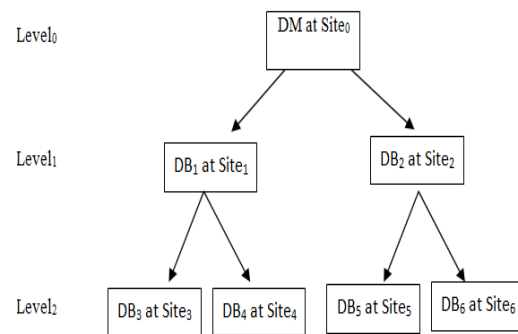 Level₀
DM at Site₀
Level₁
DB₁ at Site₁
DB₂ at Site₂
Level₂
DB₃ at Site₃
DB₄ at Site₄
DB₅ at Site₅
DB₆ at Site₆